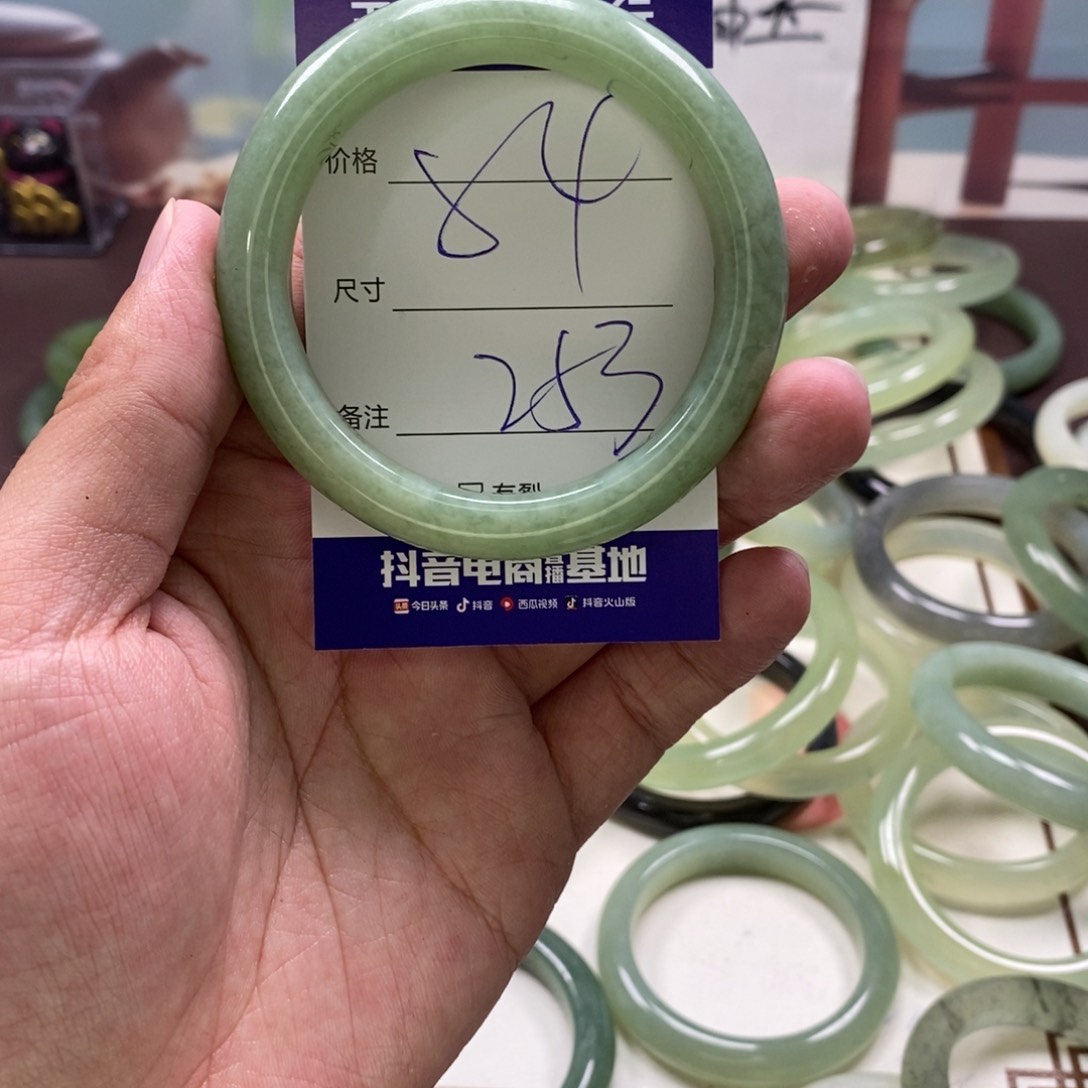 价格 84
尺寸
备注 253
有裂
抖音电商直播基地
今日头条 抖音 西瓜视频 抖音火山版